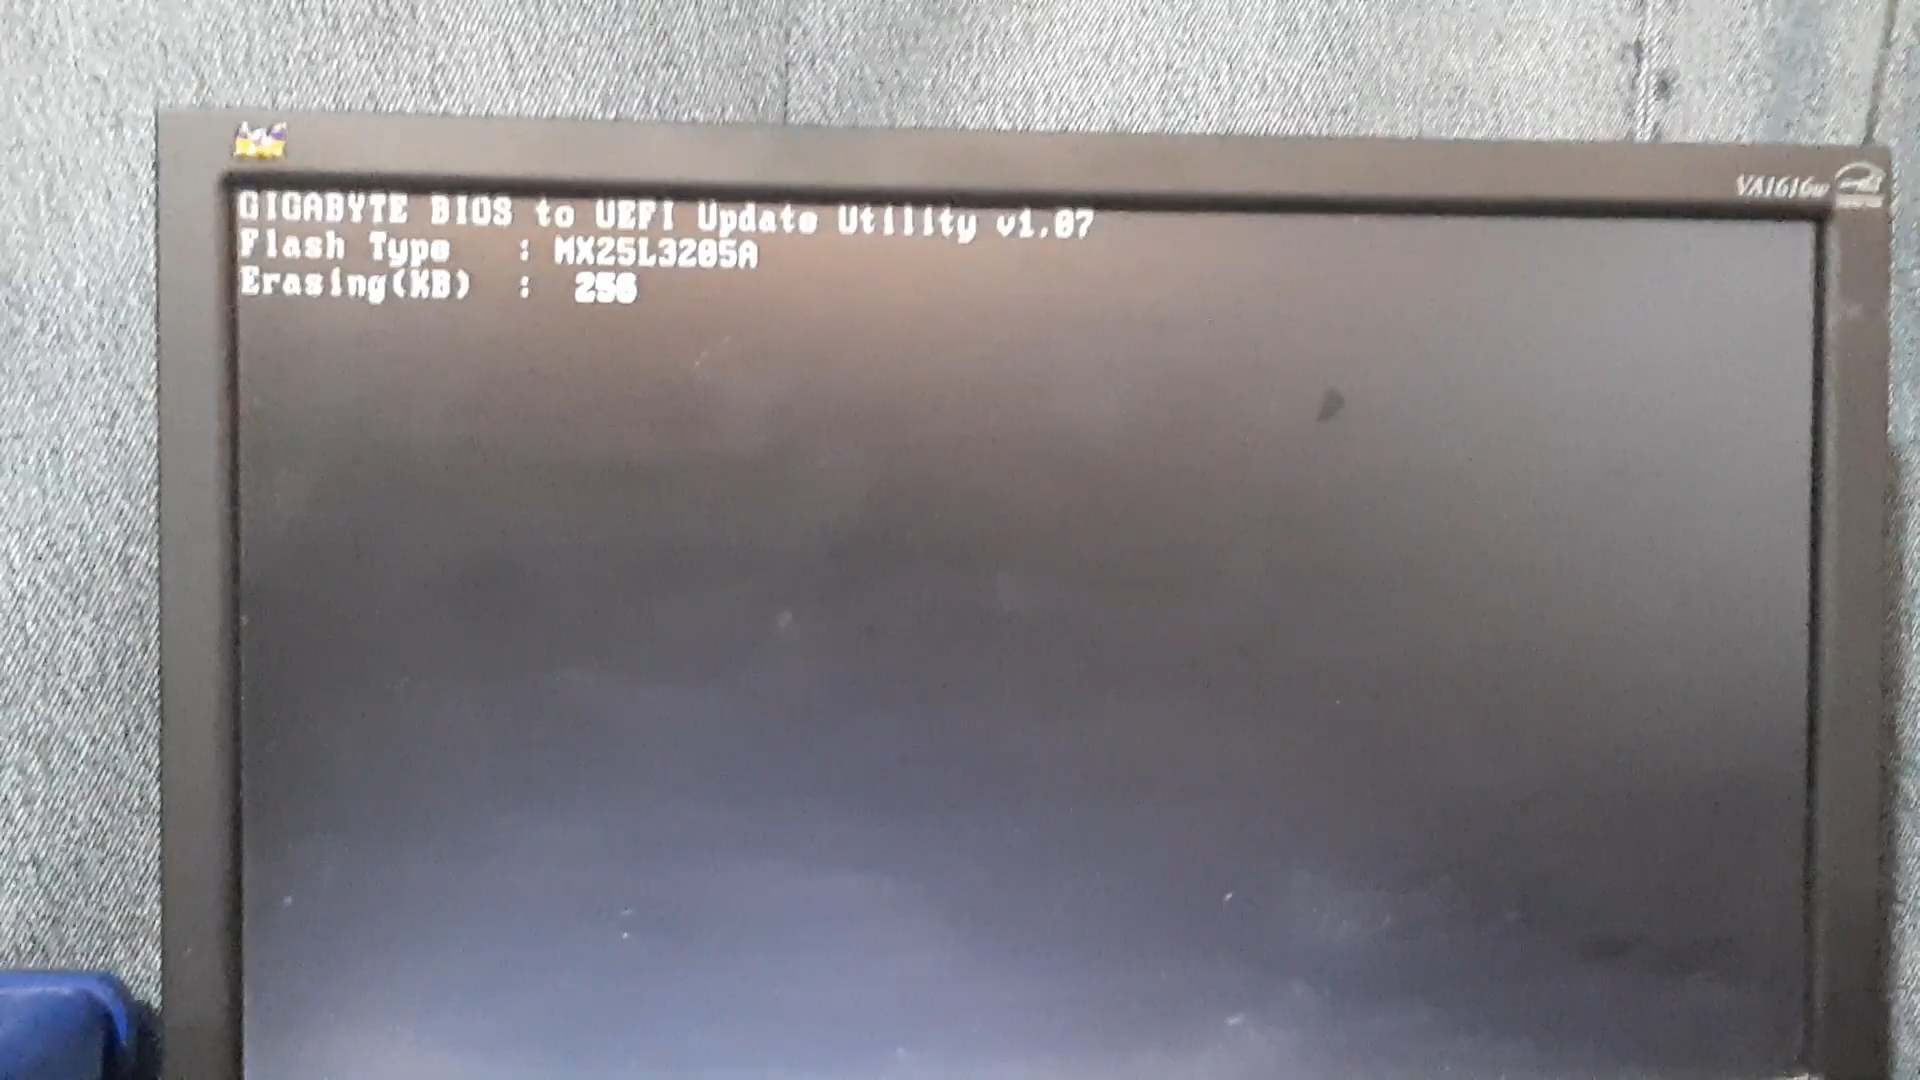 VA1616w
GIGABYTE BIOS to UEFI Update Utility v1.07
Flash Type : MX25L3205A
Erasing(KB) : 256